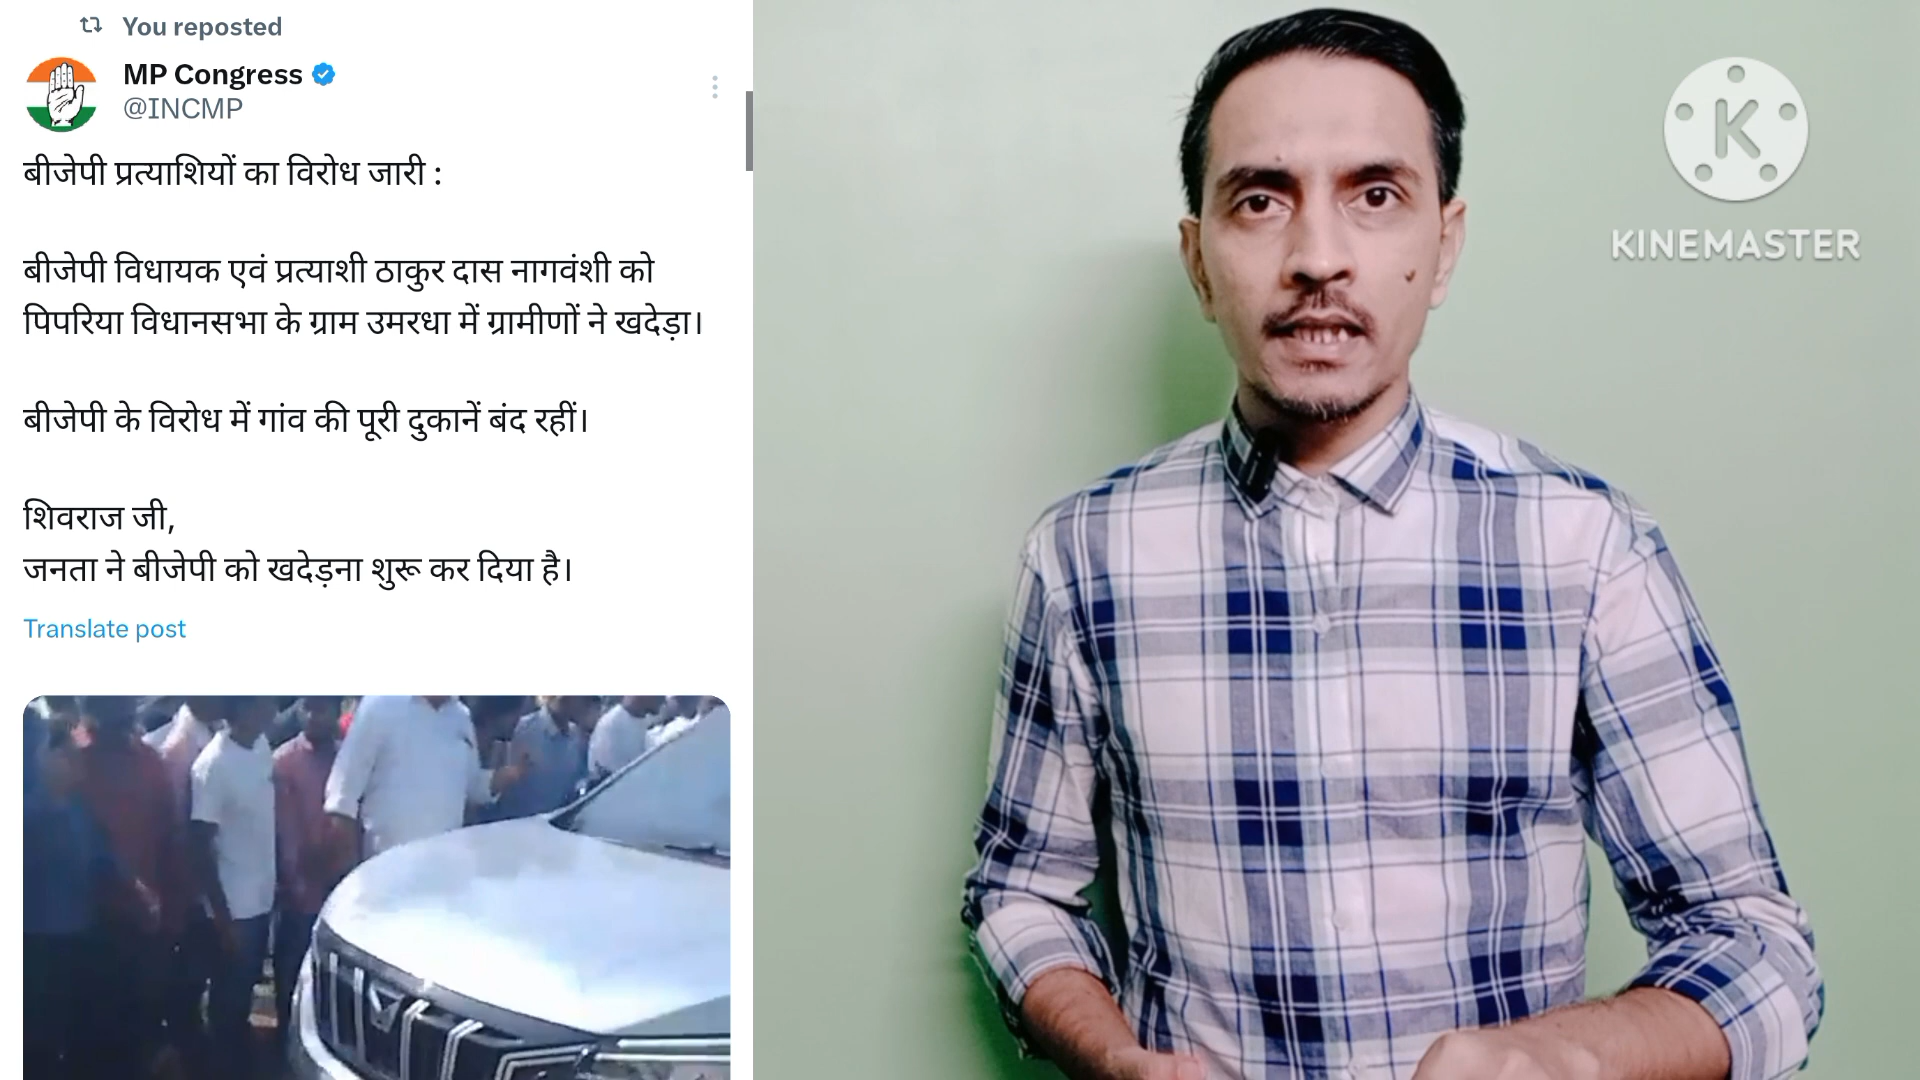 You reposted
MP Congress
@INCMP
बीजेपी प्रत्याशियों का विरोध जारी :
बीजेपी विधायक एवं प्रत्याशी ठाकुर दास नागवंशी को
पिपरिया विधानसभा के ग्राम उमरधा में ग्रामीणों ने खदेड़ा।
बीजेपी के विरोध में गांव की पूरी दुकानें बंद रहीं।
शिवराज जी,
जनता ने बीजेपी को खदेड़ना शुरू कर दिया है।
Translate post
K
KINEMASTER